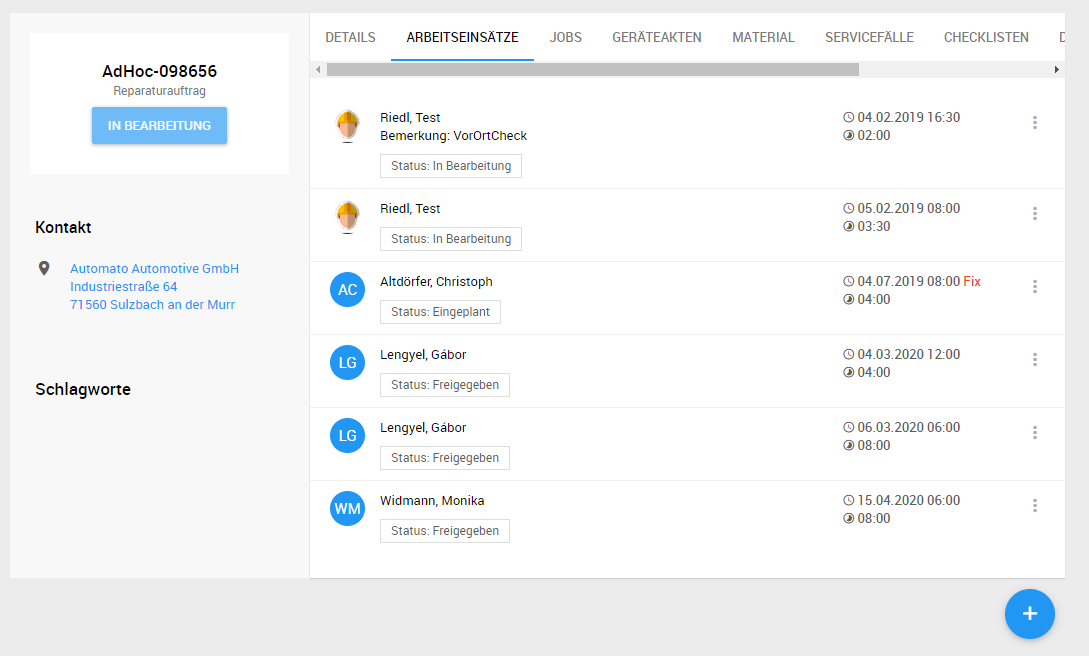 AdHoc-098656
Reparaturauftrag
IN BEARBEITUNG
Kontakt
Automato Automotive GmbH
Industriestraße 64
71560 Sulzbach an der Murr
Schlagworte
DETAILS ARBEITSEINSÄTZE JOBS GERÄTEAKTEN MATERIAL SERVICEFÄLLE CHECKLISTEN
Riedl, Test 04.02.2019 16:30
Bemerkung: VorOrtCheck 02:00
Status: In Bearbeitung
Riedl, Test 05.02.2019 08:00
03:30
Status: In Bearbeitung
AC Altdörfer, Christoph 04.07.2019 08:00 Fix
04:00
Status: Eingeplant
LG Lengyel, Gábor 04.03.2020 12:00
04:00
Status: Freigegeben
LG Lengyel, Gábor 06.03.2020 06:00
08:00
Status: Freigegeben
WM Widmann, Monika 15.04.2020 06:00
08:00
Status: Freigegeben
+